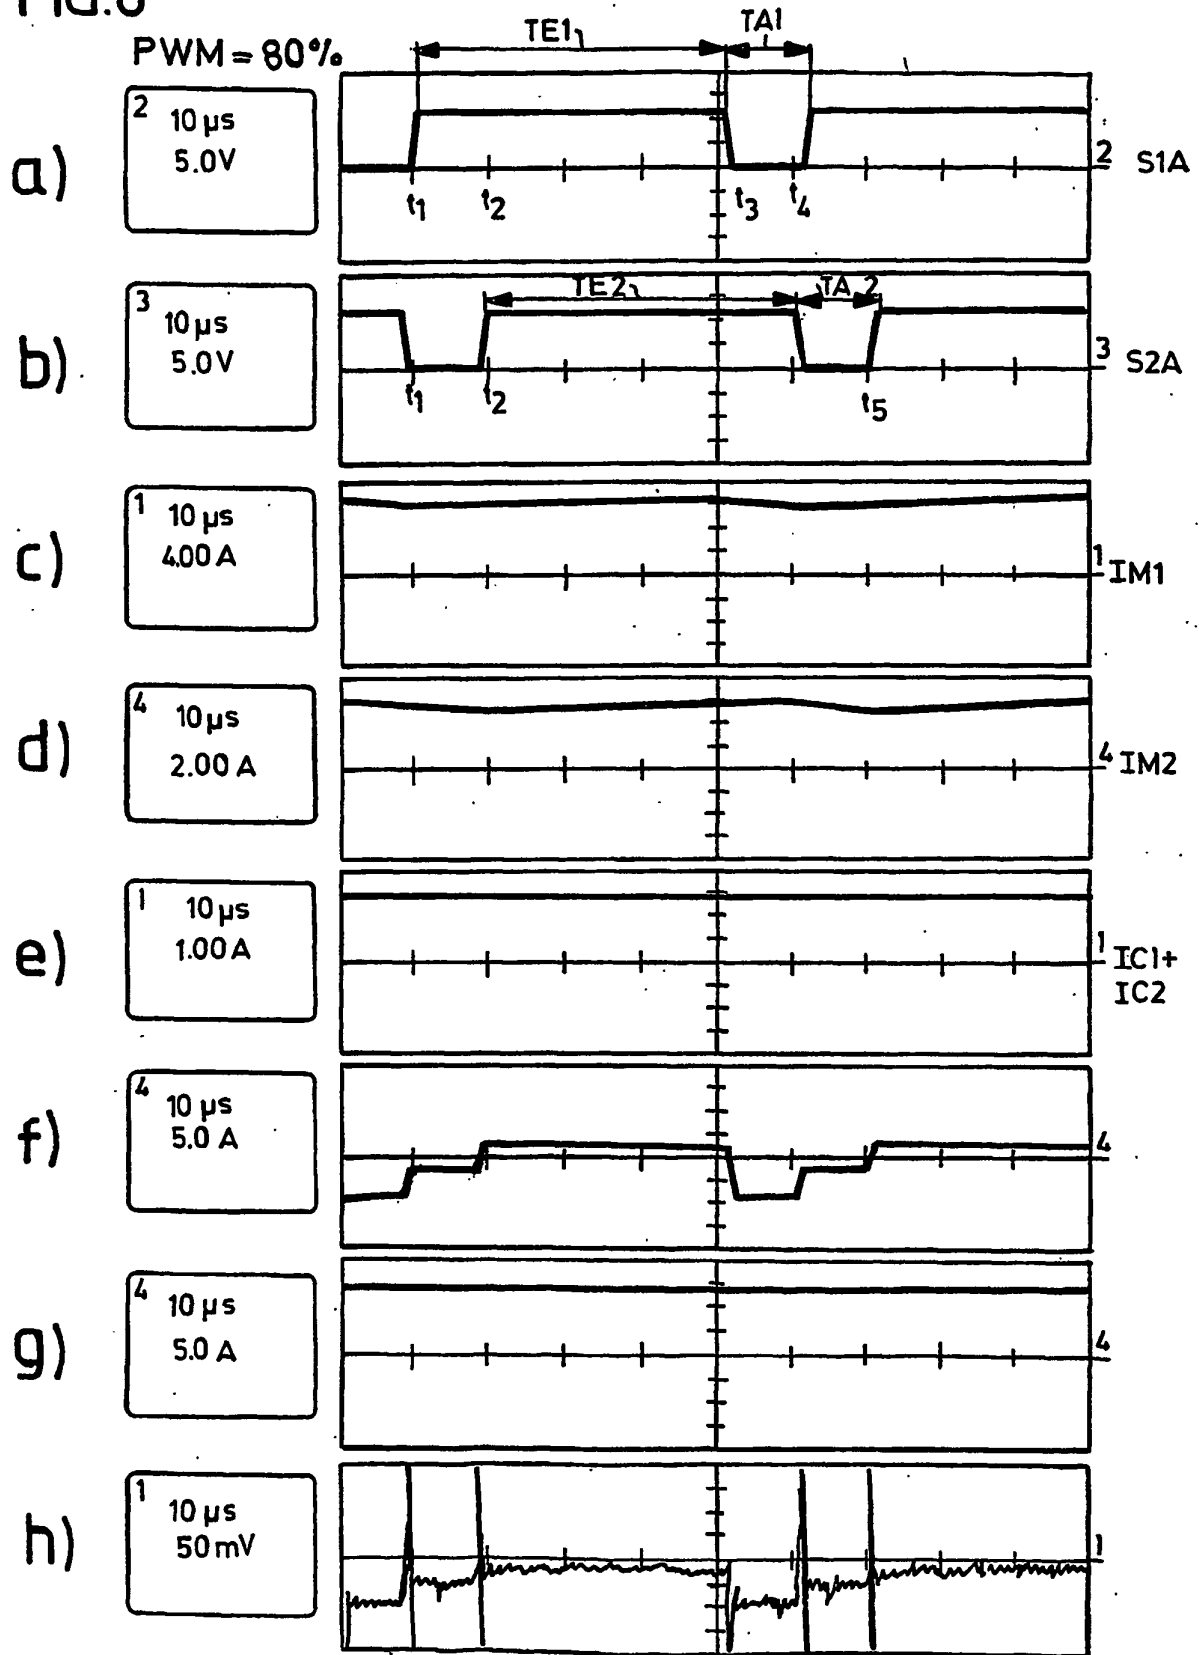 PWM = 80%
TE1
TA1
a)
2
10 µs
5.0V
t1
t2
t3
t4
2
S1A
b)
3
10 µs
5.0V
TE2
TA 2
t1
t2
t5
3
S2A
c)
1
10 µs
4.00 A
1
IM1
d)
4
10 µs
2.00 A
4
IM2
e)
1
10 µs
1.00 A
1
IC1+
IC2
f)
4
10 µs
5.0 A
4
g)
4
10 µs
5.0 A
4
h)
1
10 µs
50 mV
1